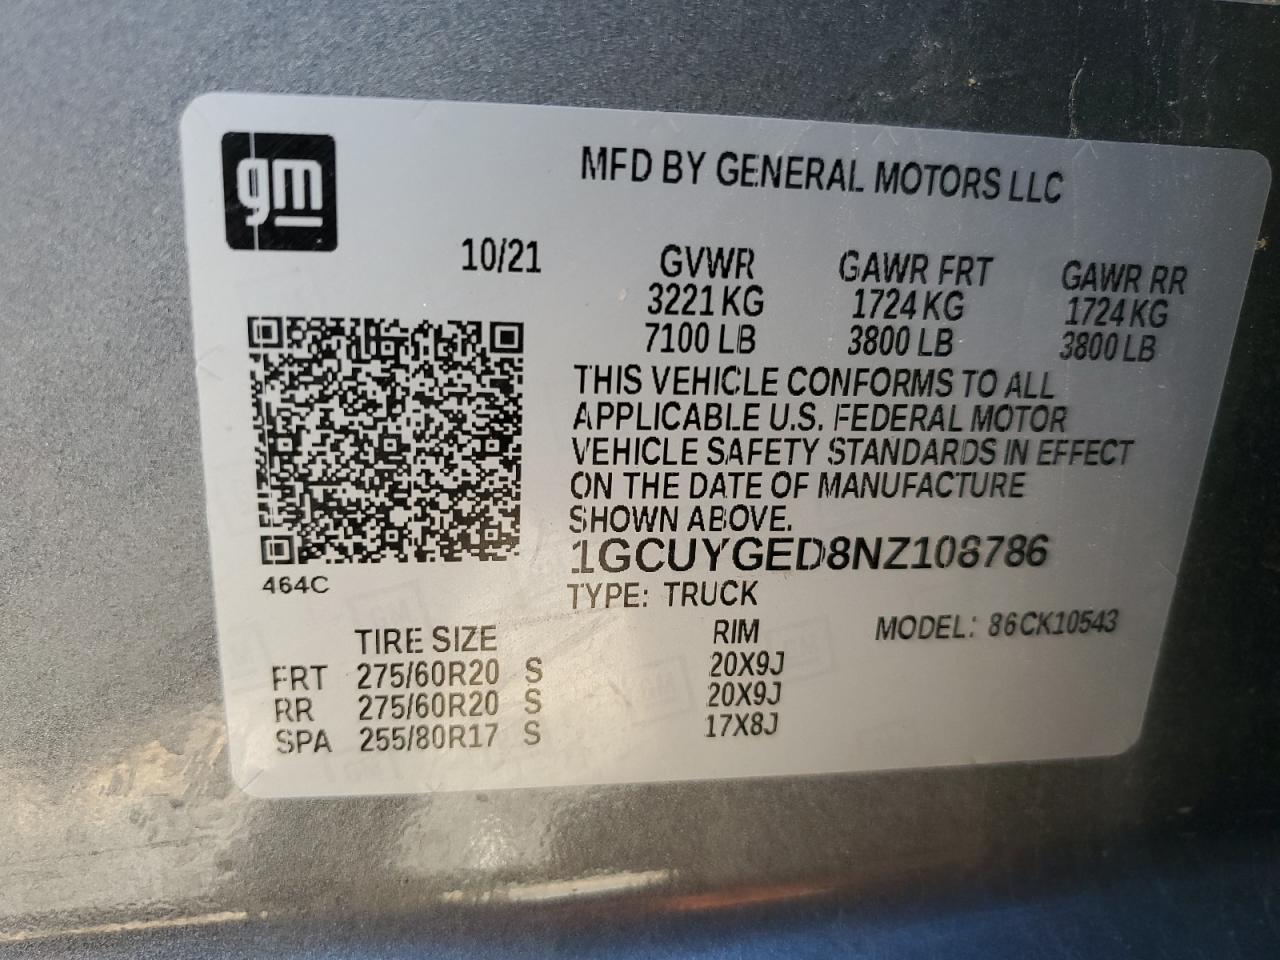 gm
MFD BY GENERAL MOTORS LLC
10/21
GVWR GAWR FRT GAWR RR
3221 KG 1724 KG 1724 KG
7100 LB 3800 LB 3800 LB
THIS VEHICLE CONFORMS TO ALL
APPLICABLE U.S. FEDERAL MOTOR
VEHICLE SAFETY STANDARDS IN EFFECT
ON THE DATE OF MANUFACTURE
SHOWN ABOVE.
1GCUYGED8NZ108786
464C
TYPE: TRUCK
MODEL: 86CK10543
TIRE SIZE RIM
FRT 275/60R20 S 20X9J
RR 275/60R20 S 20X9J
SPA 255/80R17 S 17X8J